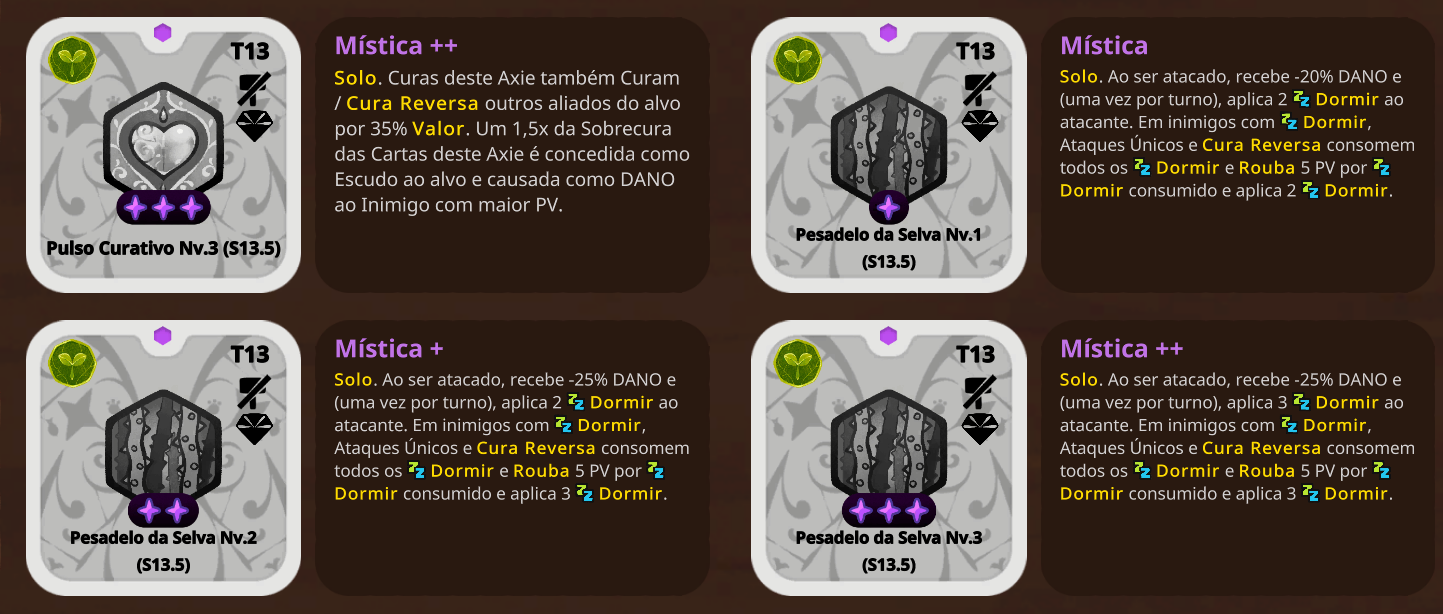 T13
Pulso Curativo Nv.3 (S13.5)
Mística ++
Solo. Curas deste Axie também Curam
/ Cura Reversa outros aliados do alvo
por 35% Valor. Um 1,5x da Sobrecura
das Cartas deste Axie é concedida como
Escudo ao alvo e causada como DANO
ao Inimigo com maior PV.
T13
Pesadelo da Selva Nv.1
(S13.5)
Mística
Solo. Ao ser atacado, recebe -20% DANO e
(uma vez por turno), aplica 2 Dormir ao
atacante. Em inimigos com Dormir,
Ataques Únicos e Cura Reversa consomem
todos os Dormir e Rouba 5 PV por
Dormir consumido e aplica 2 Dormir.
T13
Pesadelo da Selva Nv.2
(S13.5)
Mística +
Solo. Ao ser atacado, recebe -25% DANO e
(uma vez por turno), aplica 2 Dormir ao
atacante. Em inimigos com Dormir,
Ataques Únicos e Cura Reversa consomem
todos os Dormir e Rouba 5 PV por
Dormir consumido e aplica 3 Dormir.
T13
Pesadelo da Selva Nv.3
(S13.5)
Mística ++
Solo. Ao ser atacado, recebe -25% DANO e
(uma vez por turno), aplica 3 Dormir ao
atacante. Em inimigos com Dormir,
Ataques Únicos e Cura Reversa consomem
todos os Dormir e Rouba 5 PV por
Dormir consumido e aplica 3 Dormir.